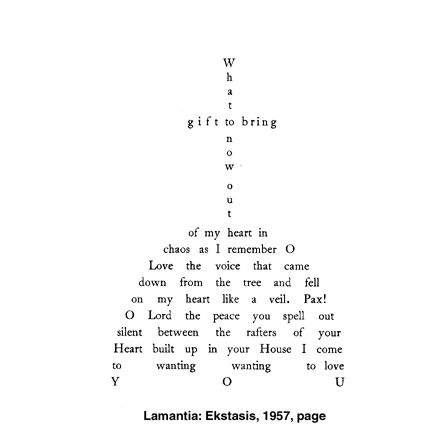 W
h
a
t
gift to bring
n
o
w
o
u
t
of my heart in
chaos as I remember O
Love the voice that came
down from the tree and fell
on my heart like a veil. Pax!
O Lord the peace you spell out
silent between the rafters of your
Heart built up in your House I come
to wanting wanting to love
Y O U
Lamantia: Ekstasis, 1957, page